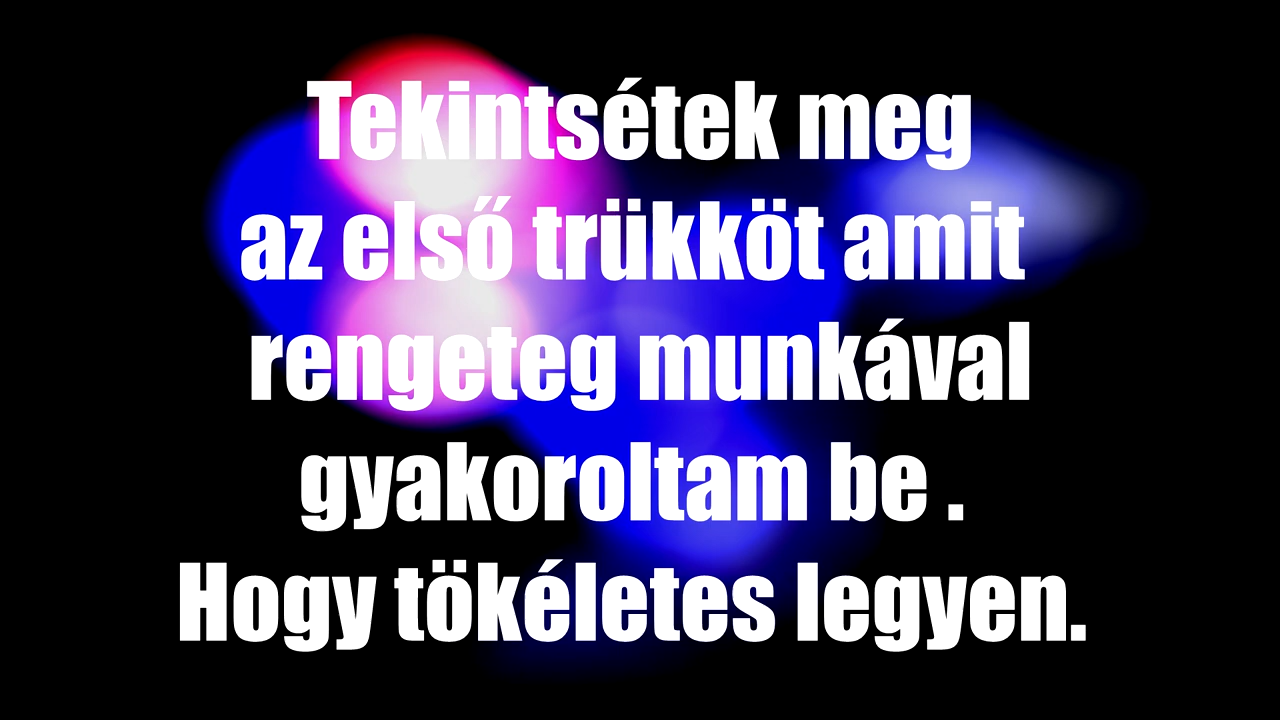 Tekintsétek meg
az első trükköt amit
rengeteg munkával
gyakoroltam be .
Hogy tökéletes legyen.